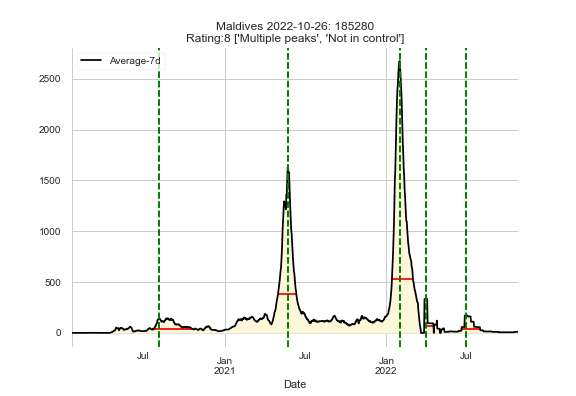 Maldives 2022-10-26: 185280
Rating:8 ['Multiple peaks', 'Not in control']
Average-7d
2500
2000
1500
1000
500
0
Jul
Jan
2021
Jul
Jan
2022
Jul
Date